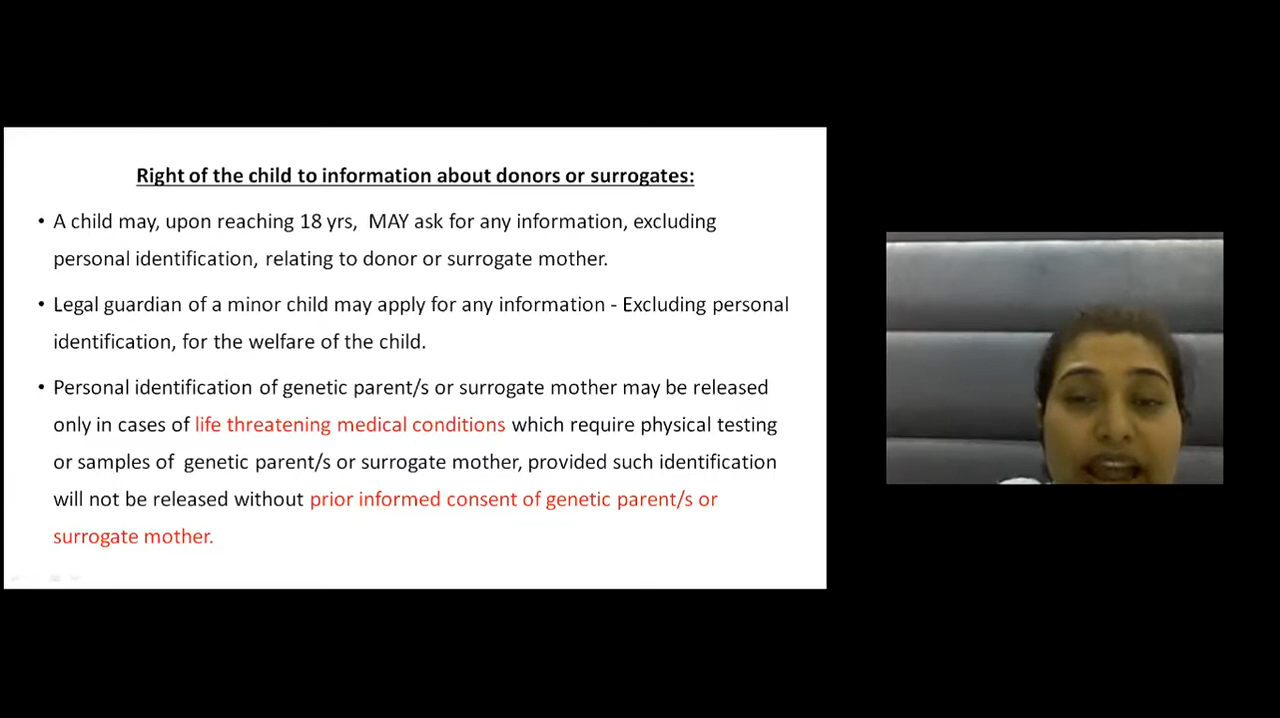 Right of the child to information about donors or surrogates:
• A child may, upon reaching 18 yrs,  MAY ask for any information, excluding
personal identification, relating to donor or surrogate mother.
• Legal guardian of a minor child may apply for any information - Excluding personal
identification, for the welfare of the child.
• Personal identification of genetic parent/s or surrogate mother may be released
only in cases of life threatening medical conditions which require physical testing
or samples of  genetic parent/s or surrogate mother, provided such identification
will not be released without prior informed consent of genetic parent/s or
surrogate mother.